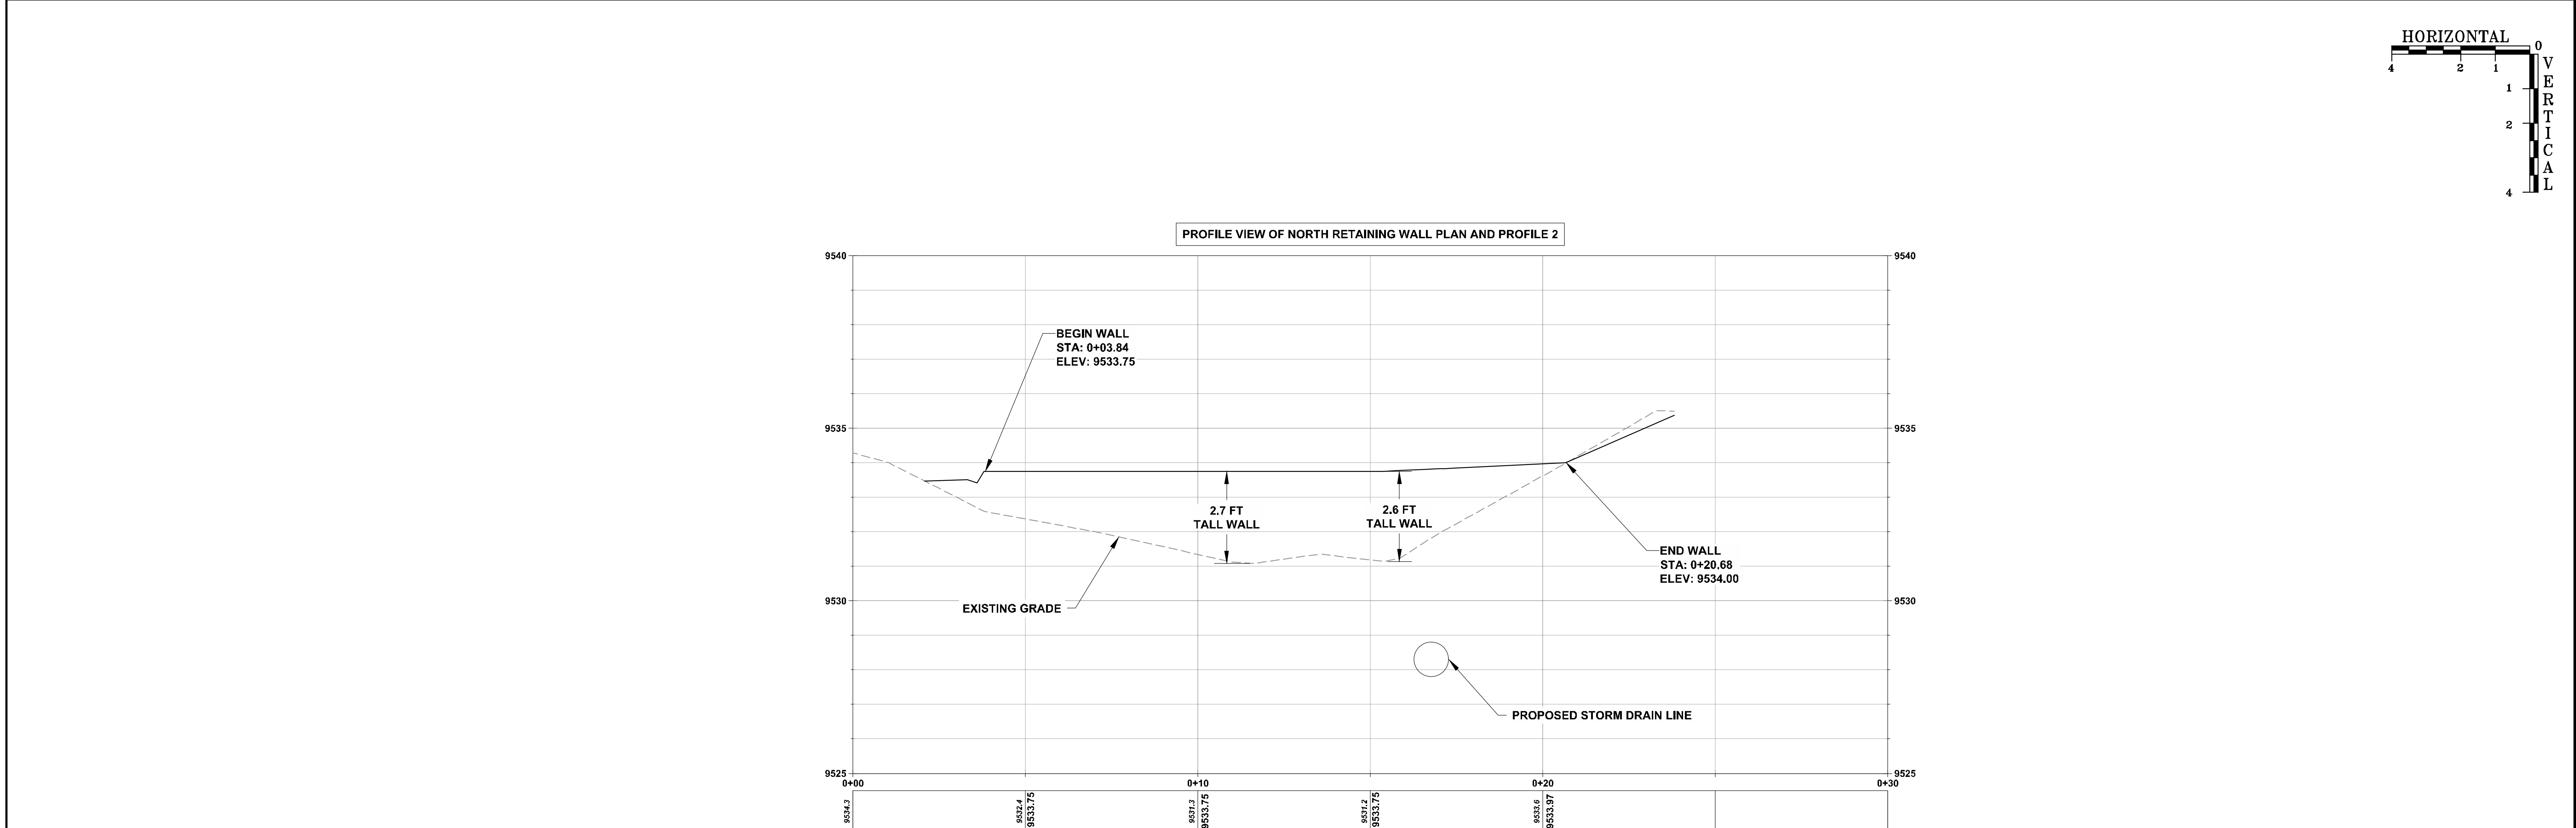 HORIZONTAL
0
4 2 1
VERTICAL
1
2
4
PROFILE VIEW OF NORTH RETAINING WALL PLAN AND PROFILE 2
9540 9540
BEGIN WALL
STA: 0+03.84
ELEV: 9533.75
9535 9535
2.7 FT
TALL WALL
2.6 FT
TALL WALL
END WALL
STA: 0+20.68
ELEV: 9534.00
9530 9530
EXISTING GRADE
PROPOSED STORM DRAIN LINE
9525 9525
0+00 0+10 0+20 0+30
9534.3
9532.4
9533.75
9531.3
9533.75
9531.2
9533.75
9533.6
9533.97